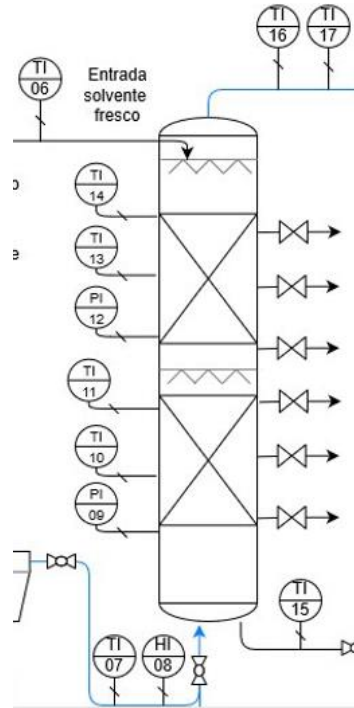 TI
16
TI
17
TI
06
Entrada
solvente
fresco
o
TI
14
TI
13
e
PI
12
TI
11
TI
10
PI
09
TI
15
TI
07
HI
08